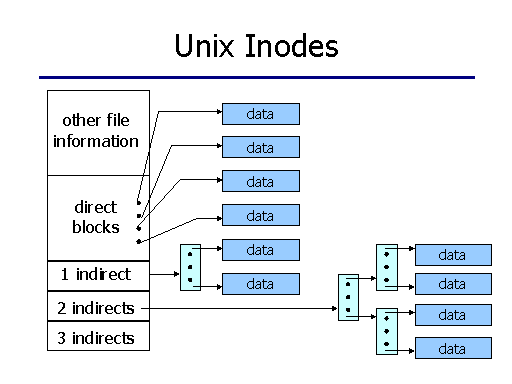 Unix Inodes
other file
information
direct
blocks
1 indirect
2 indirects
3 indirects
data
data
data
data
data
data
data
data
data
data